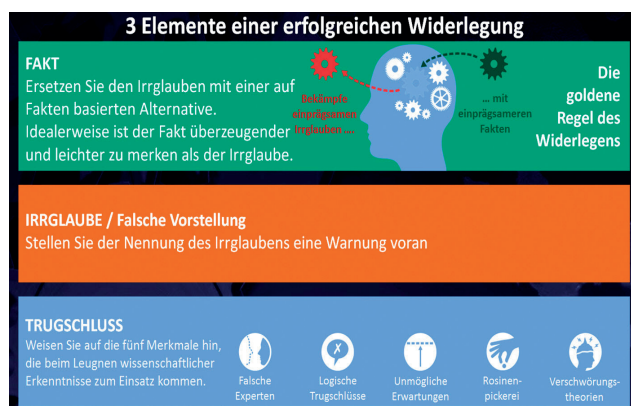 3 Elemente einer erfolgreichen Widerlegung
FAKT
Ersetzen Sie den Irrglauben mit einer auf
Fakten basierten Alternative.
Idealerweise ist der Fakt überzeugender
und leichter zu merken als der Irrglaube.
Bekämpfe
einprägsamen
Irrglauben ...
... mit
einprägsameren
Fakten
Die
goldene
Regel des
Widerlegens
IRRGLAUBE / Falsche Vorstellung
Stellen Sie der Nennung des Irrglaubens eine Warnung voran
TRUGSCHLUSS
Weisen Sie auf die fünf Merkmale hin,
die beim Leugnen wissenschaftlicher
Erkenntnisse zum Einsatz kommen.
Falsche
Experten
Logische
Trugschlüsse
Unmögliche
Erwartungen
Rosinen-
pickerei
Verschwörungs-
theorien